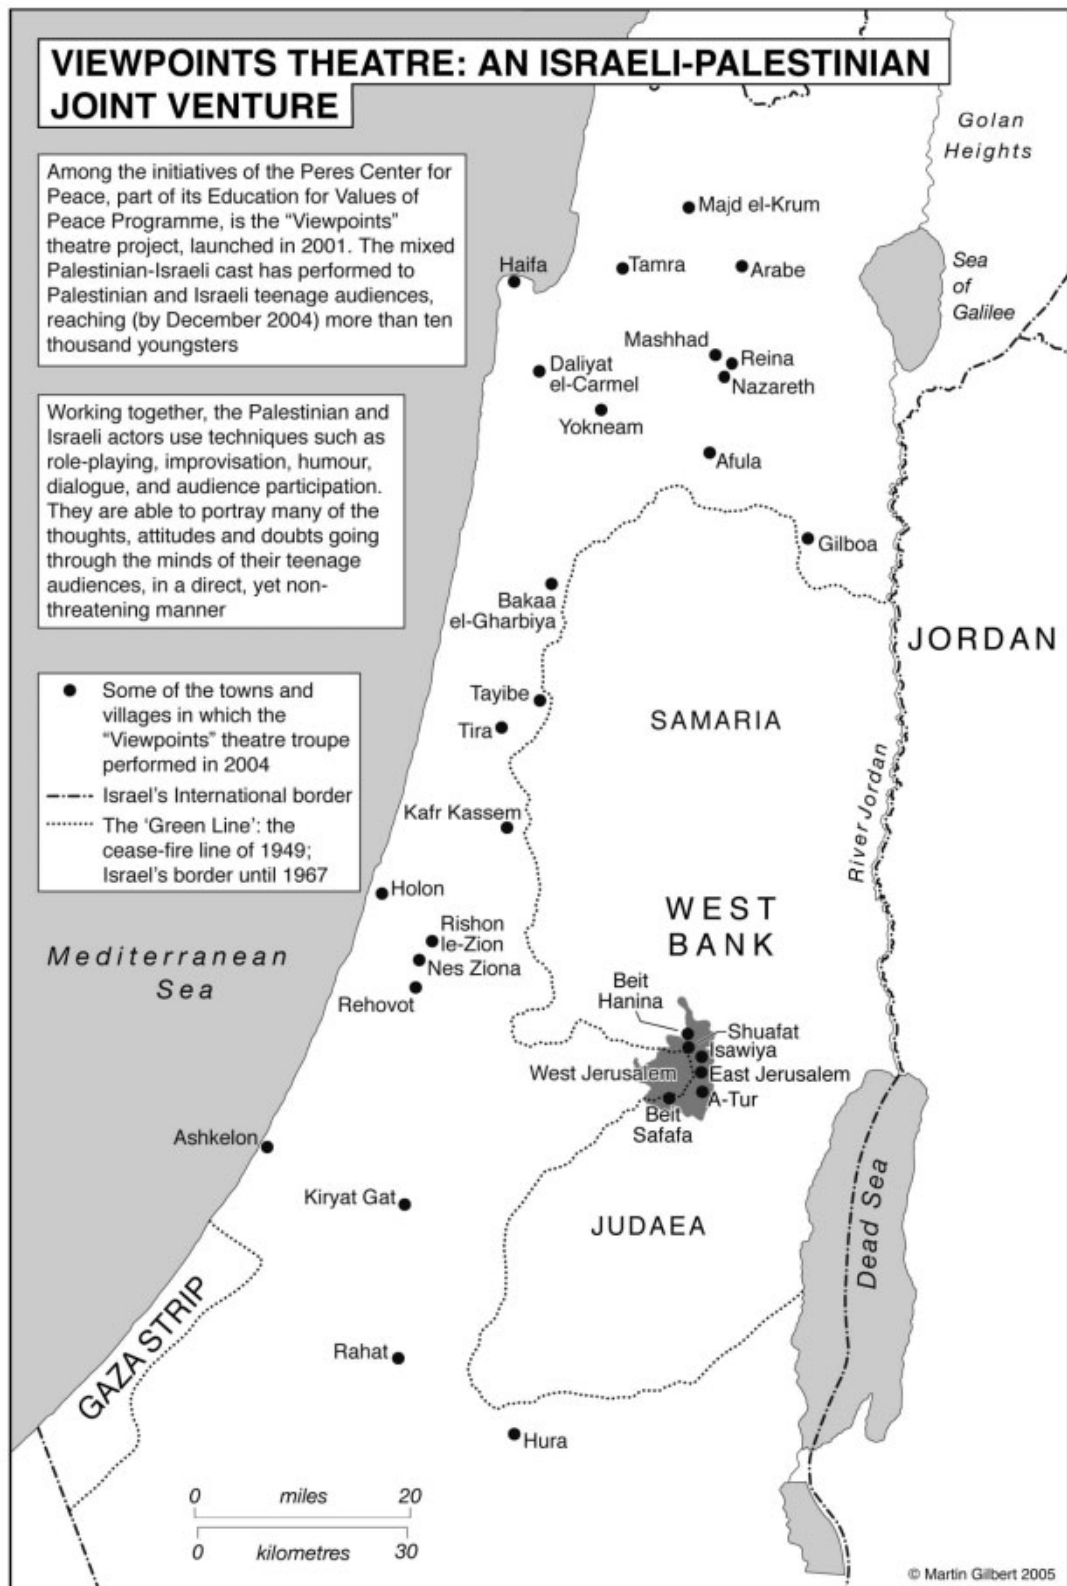 VIEWPOINTS THEATRE: AN ISRAELI-PALESTINIAN
JOINT VENTURE
Among the initiatives of the Peres Center for
Peace, part of its Education for Values of
Peace Programme, is the “Viewpoints”
theatre project, launched in 2001. The mixed
Palestinian-Israeli cast has performed to
Palestinian and Israeli teenage audiences,
reaching (by December 2004) more than ten
thousand youngsters
Working together, the Palestinian and
Israeli actors use techniques such as
role-playing, improvisation, humour,
dialogue, and audience participation.
They are able to portray many of the
thoughts, attitudes and doubts going
through the minds of their teenage
audiences, in a direct, yet non-
threatening manner
Some of the towns and
villages in which the
“Viewpoints” theatre troupe
performed in 2004
Israel’s International border
The ‘Green Line’: the
cease-fire line of 1949;
Israel’s border until 1967
Golan
Heights
Majd el-Krum
Haifa
Tamra
Arabe
Sea
of
Galilee
Mashhad
Reina
Nazareth
Daliyat
el-Carmel
Yokneam
Afula
Gilboa
Bakaa
el-Gharbiya
JORDAN
Tayibe
Tira
SAMARIA
Kafr Kassem
River Jordan
Holon
WEST
BANK
Rishon
le-Zion
Nes Ziona
Rehovot
Mediterranean
Sea
Beit
Hanina
Shuafat
Isawiya
West Jerusalem
East Jerusalem
A-Tur
Beit
Safafa
Ashkelon
Kiryat Gat
JUDAEA
Dead Sea
GAZA STRIP
Rahat
Hura
0 miles 20
0 kilometres 30
© Martin Gilbert 2005